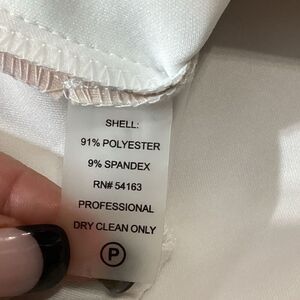 SHELL:
91% POLYESTER
9% SPANDEX
RN# 54163
PROFESSIONAL
DRY CLEAN ONLY
P